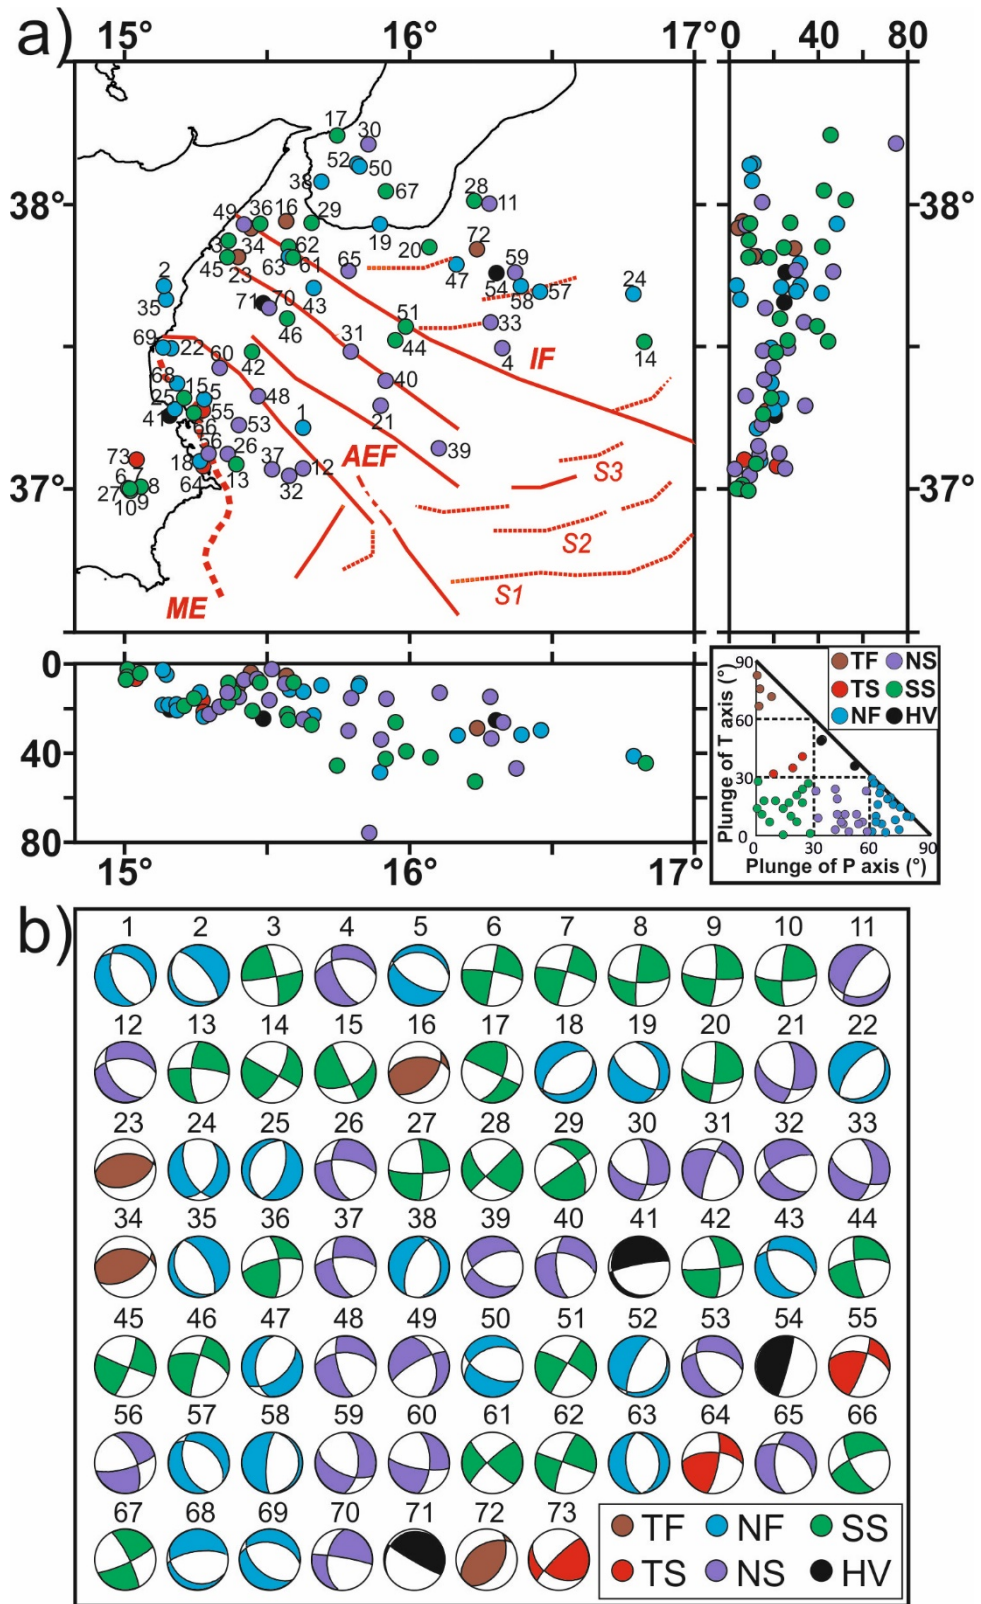 a)
15° 16° 17° 0 40 80
17 30
52 50
38 67
38° 28 11 38°
49 36 16 29
19
3 34 62 20 72
45 23 63 61 65 47 59
2 54 24
35 71 70 43 58 57
46 51 33
69 22 60 42 31 44 4 14
IF
68 40
25 15 5 48 21
41 55 1
66 53 39
56 26 AEF
73 18 37 12 S3
6 7 8 64 13 32
37° 37°
27 10 9
S2
S1
ME
0
40
80
15° 16° 17°
TF NS
TS SS
NF HV
90
60
30
0
Plunge of T axis (°)
0 30 60 90
Plunge of P axis (°)
b)
1 2 3 4 5 6 7 8 9 10 11
12 13 14 15 16 17 18 19 20 21 22
23 24 25 26 27 28 29 30 31 32 33
34 35 36 37 38 39 40 41 42 43 44
45 46 47 48 49 50 51 52 53 54 55
56 57 58 59 60 61 62 63 64 65 66
67 68 69 70 71 72 73
TF NF SS
TS NS HV